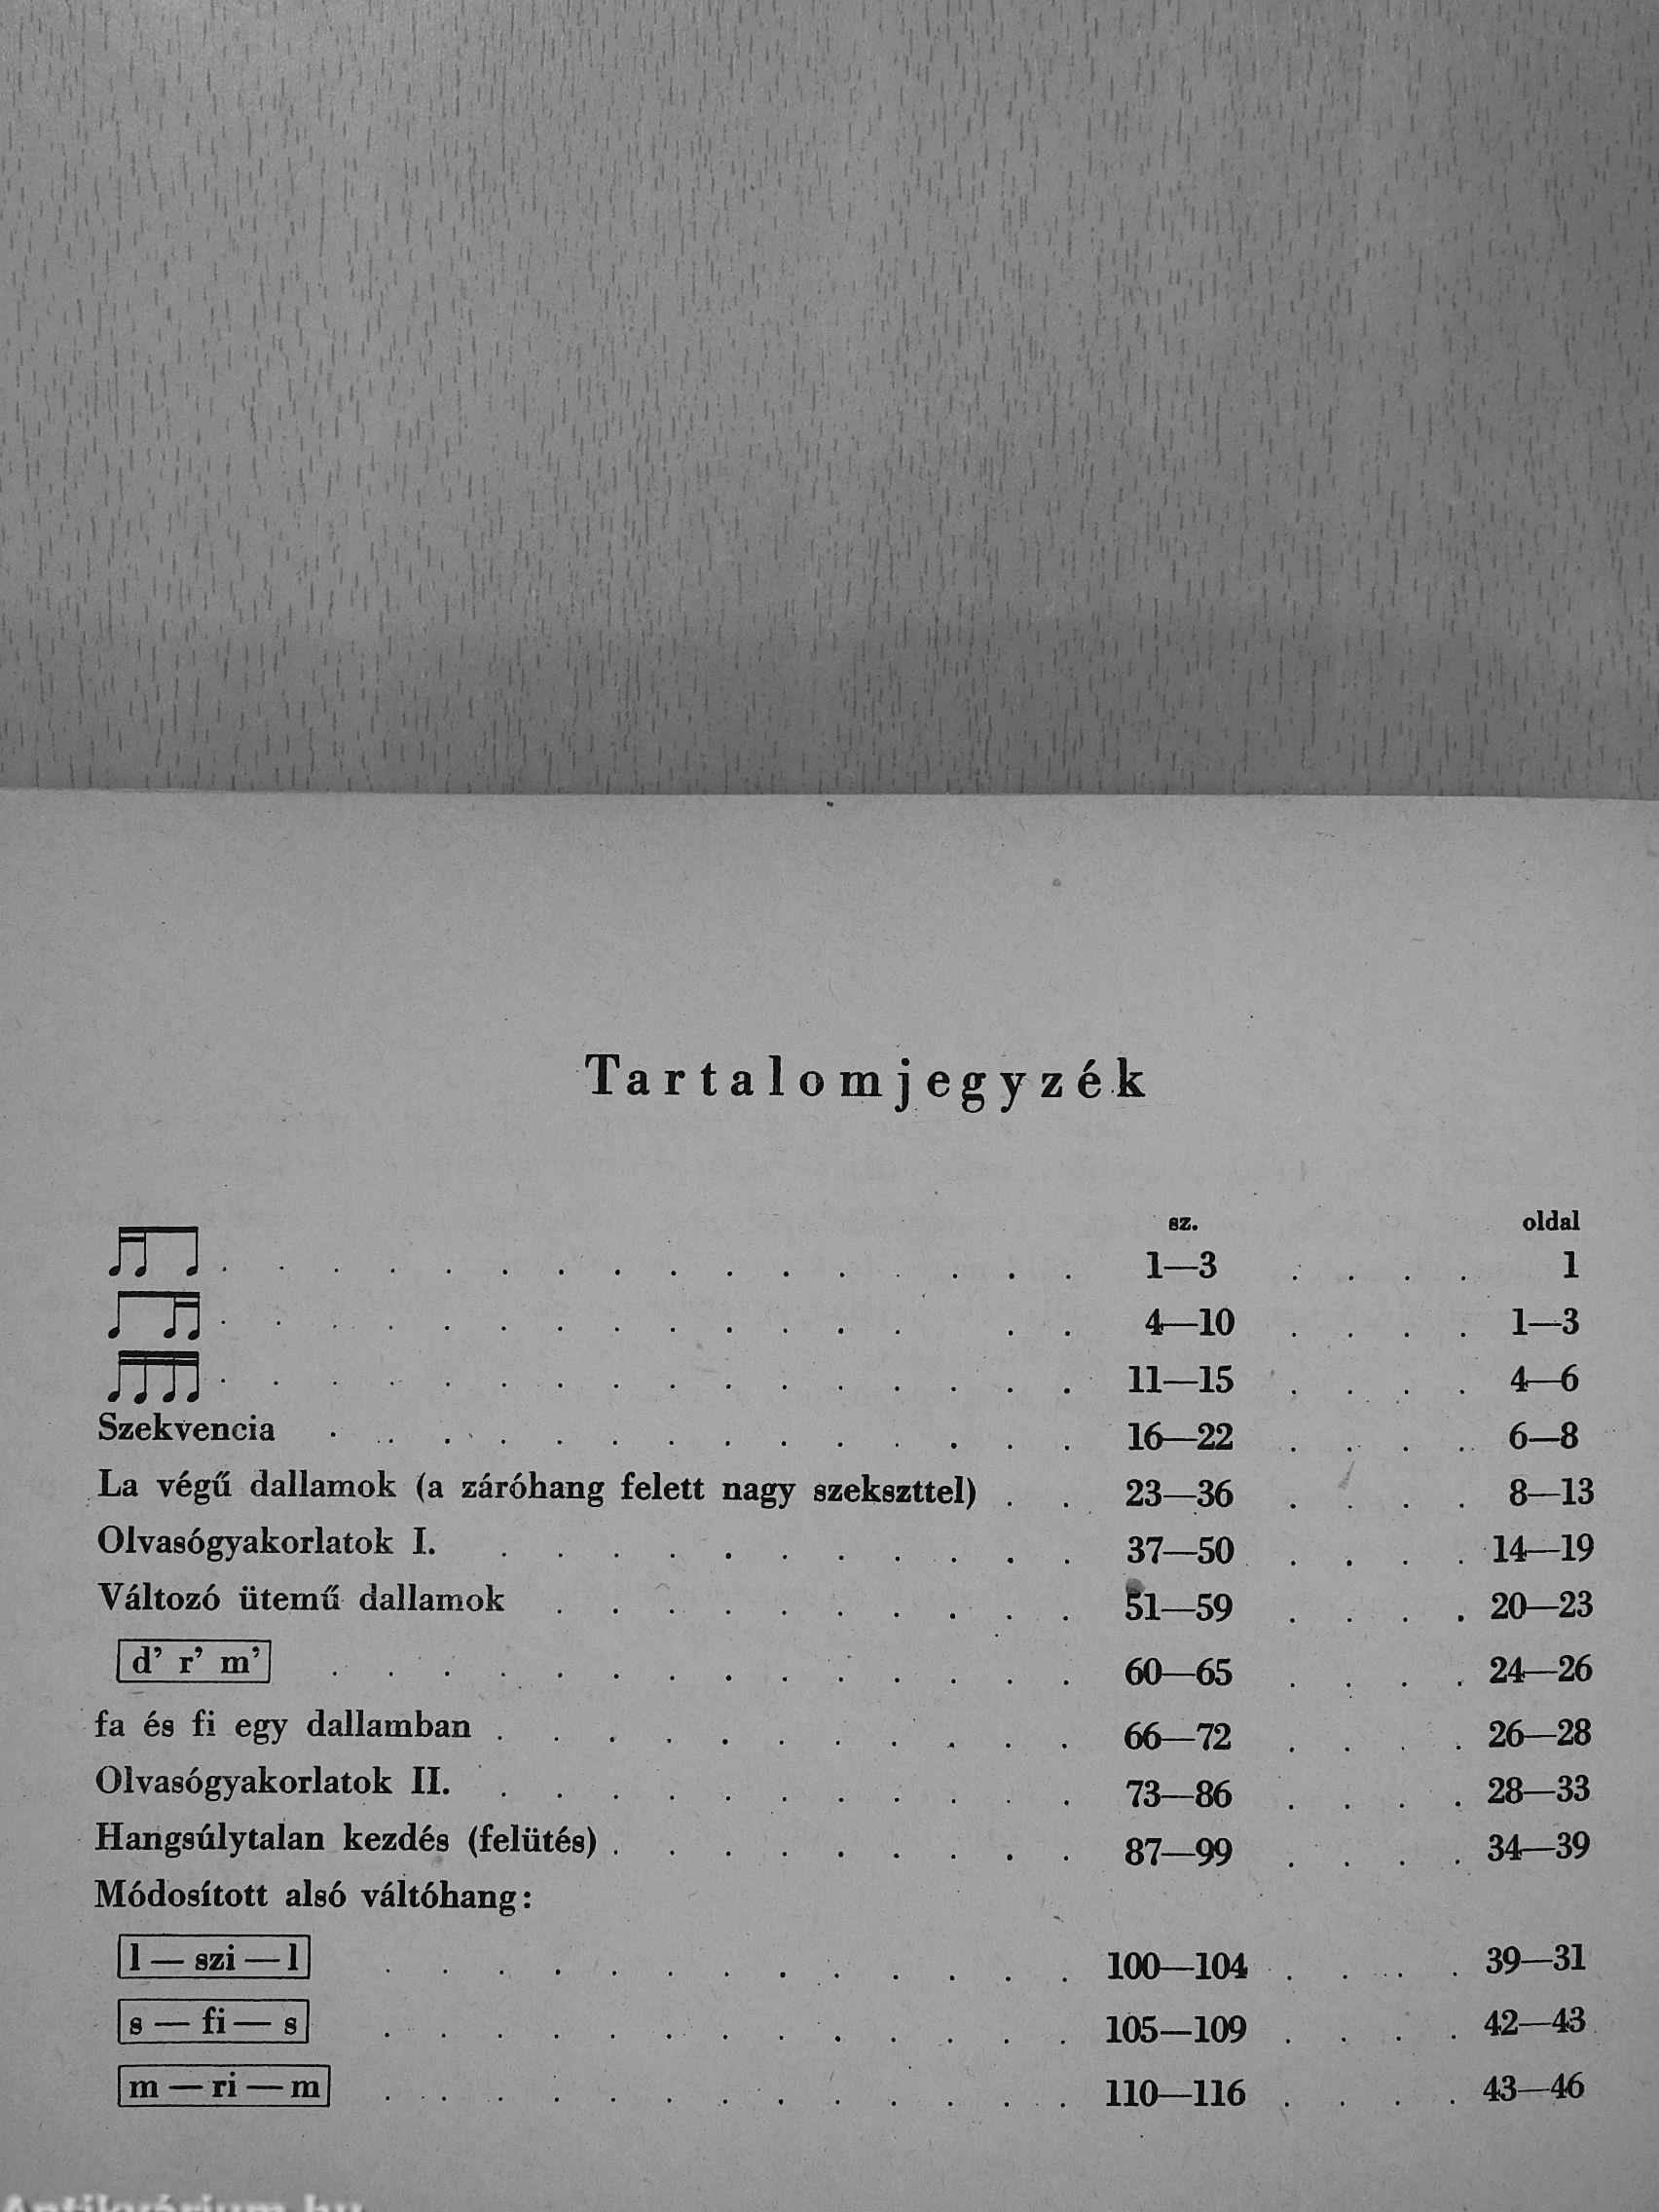 Tartalomjegyzék
sz. oldal
1—3 . . . . 1
4—10 . . . . 1—3
11—15 . . . . 4—6
Szekvencia . . . . . . . . . . . . . . 16—22 . . . . 6—8
La végű dallamok (a záróhang felett nagy szekszttel) . . 23—36 . . . . 8—13
Olvasógyakorlatok I. . . . . . . . . . . . 37—50 . . . . 14—19
Változó ütemű dallamok . . . . . . . . . . 51—59 . . . . 20—23
d’ r’ m’ . . . . . . . . . . . . . . 60—65 . . . . 24—26
fa és fi egy dallamban . . . . . . . . . . . 66—72 . . . . 26—28
Olvasógyakorlatok II. . . . . . . . . . . . 73—86 . . . . 28—33
Hangsúlytalan kezdés (felütés) . . . . . . . . . 87—99 . . . . 34—39
Módosított alsó váltóhang:
l — szi — l . . . . . . . . . . . . . 100—104 . . . . 39—31
s — fi — s . . . . . . . . . . . . . 105—109 . . . . 42—43
m — ri — m . . . . . . . . . . . . . 110—116 . . . . 43—46
Antikvárium.hu